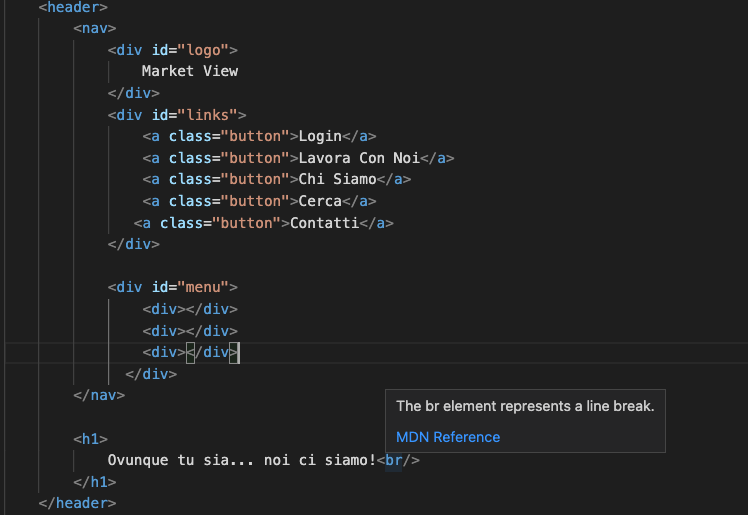 <header>
<nav>
<div id="logo">
Market View
</div>
<div id="links">
<a class="button">Login</a>
<a class="button">Lavora Con Noi</a>
<a class="button">Chi Siamo</a>
<a class="button">Cerca</a>
<a class="button">Contatti</a>
</div>
<div id="menu">
<div></div>
<div></div>
<div></div>
</div>
</nav>
The br element represents a line break.
MDN Reference
<h1>
Ovunque tu sia... noi ci siamo!<br/>
</h1>
</header>